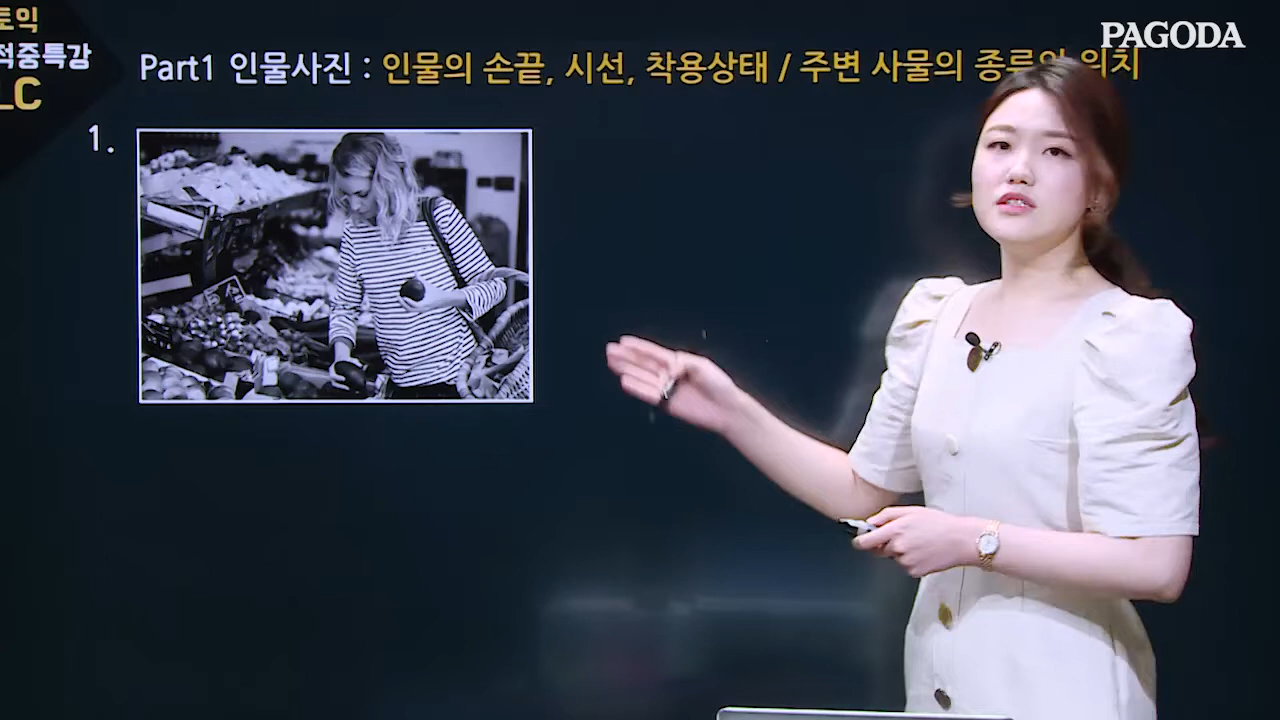 PAGODA
토익
적중특강
LC
Part1 인물사진 : 인물의 손끝, 시선, 착용상태 / 주변 사물의 종류와 위치
1.